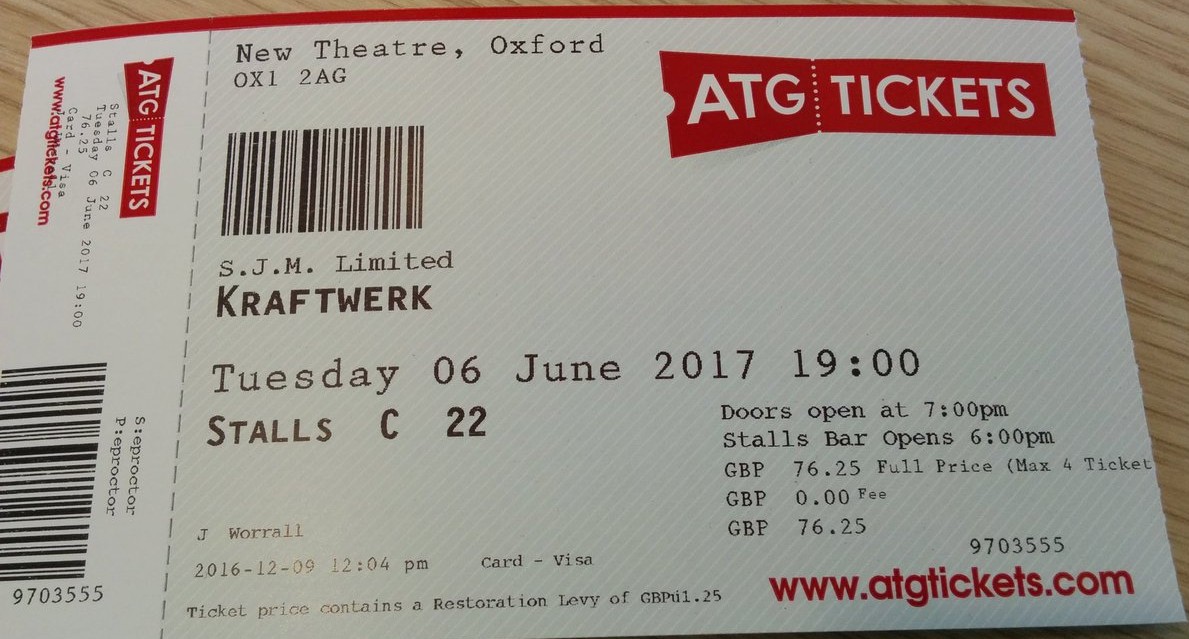 New Theatre, Oxford
OX1 2AG
ATG TICKETS
S.J.M. Limited
KRAFTWERK
Tuesday 06 June 2017 19:00
STALLS C 22
Doors open at 7:00pm
Stalls Bar Opens 6:00pm
GBP 76.25 Full Price (Max 4 Ticket
GBP 0.00 Fee
GBP 76.25
J Worrall
2016-12-09 12:04 pm Card - Visa
9703555
Ticket price contains a Restoration Levy of GBPú1.25
www.atgtickets.com
ATG TICKETS
Stalls C 22
Tuesday 06 June 2017 19:00
76.25
Card - Visa
www.atgtickets.com
S:eproctor
P:eproctor
9703555